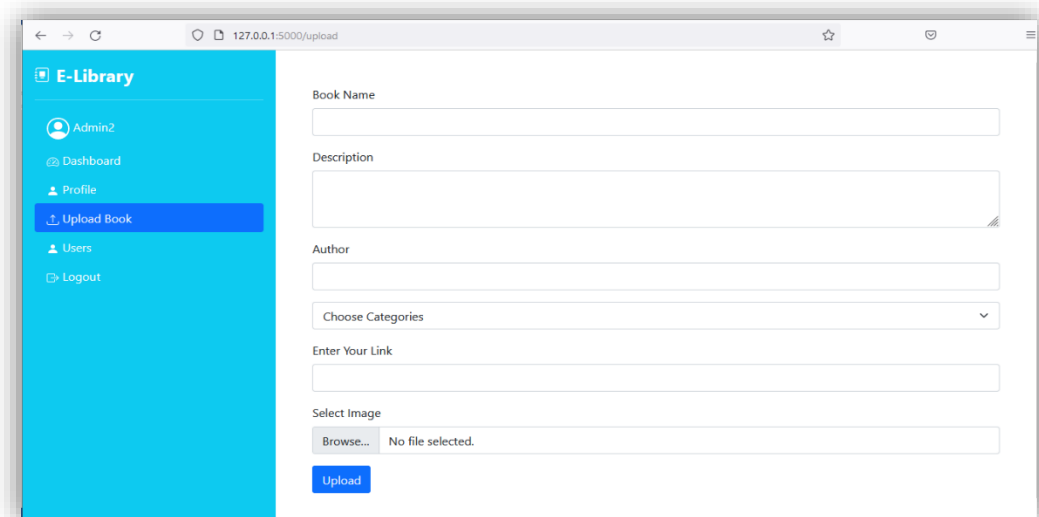 127.0.0.1:5000/upload
E-Library
Admin2
Dashboard
Profile
Upload Book
Users
Logout
Book Name
Description
Author
Choose Categories
Enter Your Link
Select Image
Browse... No file selected.
Upload